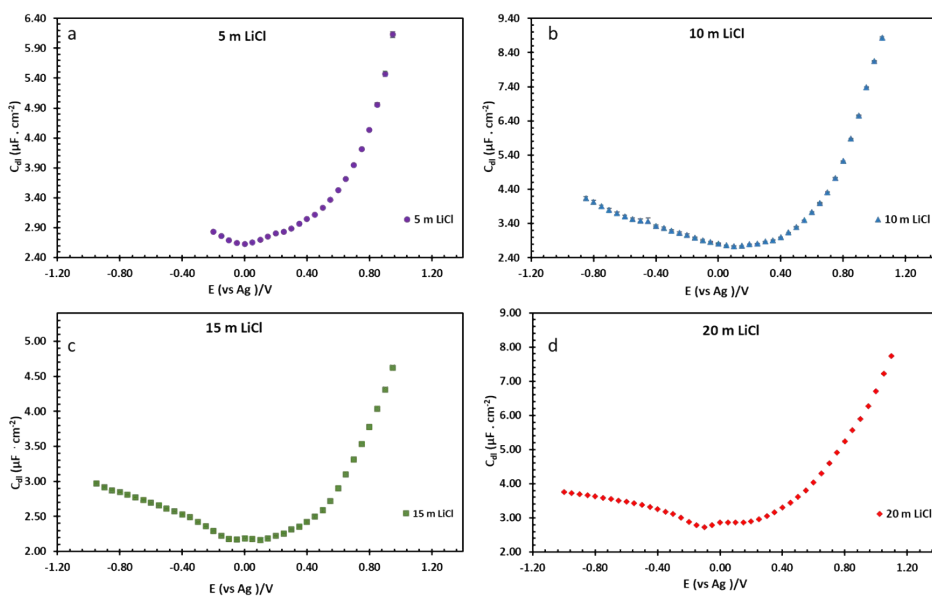 a
5 m LiCl
6.40
5.90
5.40
4.90
4.40
3.90
3.40
2.90
2.40
C_dl (µF . cm⁻²)
5 m LiCl
-1.20 -0.80 -0.40 0.00 0.40 0.80 1.20
E (vs Ag )/V
b
10 m LiCl
9.40
8.40
7.40
6.40
5.40
4.40
3.40
2.40
C_dl (µF . cm⁻²)
10 m LiCl
-1.20 -0.80 -0.40 0.00 0.40 0.80 1.20
E (vs Ag )/V
c
15 m LiCl
5.00
4.50
4.00
3.50
3.00
2.50
2.00
C_dl (µF · cm⁻²)
15 m LiCl
-1.20 -0.80 -0.40 0.00 0.40 0.80 1.20
E (vs Ag )/V
d
20 m LiCl
9.00
8.00
7.00
6.00
5.00
4.00
3.00
2.00
C_dl (µF . cm⁻²)
20 m LiCl
-1.20 -0.80 -0.40 0.00 0.40 0.80 1.20
E (vs Ag )/V